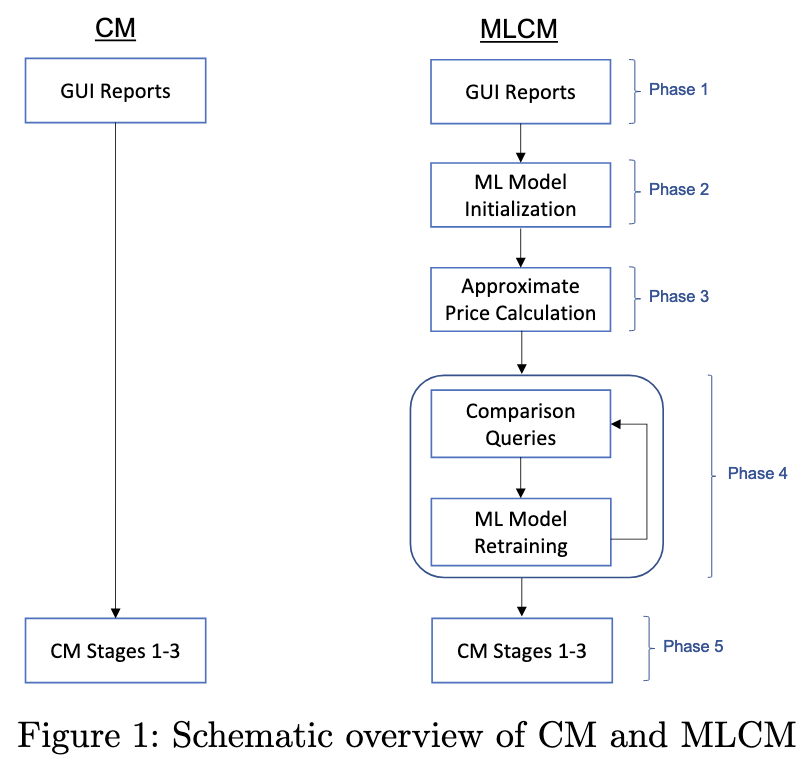 CM
MLCM
GUI Reports
GUI Reports
Phase 1
ML Model
Initialization
Phase 2
Approximate
Price Calculation
Phase 3
Comparison
Queries
ML Model
Retraining
Phase 4
CM Stages 1-3
CM Stages 1-3
Phase 5
Figure 1: Schematic overview of CM and MLCM